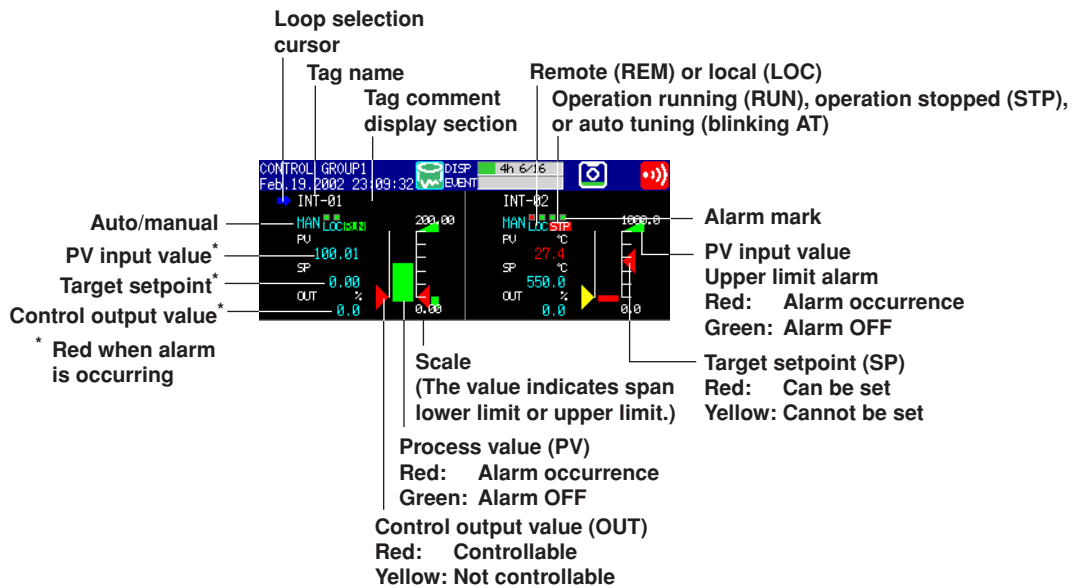 Loop selection
cursor
Tag name
Tag comment
display section
Remote (REM) or local (LOC)
Operation running (RUN), operation stopped (STP),
or auto tuning (blinking AT)
CONTROL GROUP1
Feb.19.2002 23:09:32
DISP
EVENT
4h 6/16
INT-01
MAN LOC RUN
PV
100.01
SP
0.00
OUT %
0.0
200.00
0.00
INT-02
MAN LOC STP
PV °C
27.4
SP °C
550.0
OUT %
0.0
1000.0
0.0
Auto/manual
PV input value*
Target setpoint*
Control output value*
* Red when alarm
is occurring
Alarm mark
PV input value
Upper limit alarm
Red: Alarm occurrence
Green: Alarm OFF
Target setpoint (SP)
Red: Can be set
Yellow: Cannot be set
Scale
(The value indicates span
lower limit or upper limit.)
Process value (PV)
Red: Alarm occurrence
Green: Alarm OFF
Control output value (OUT)
Red: Controllable
Yellow: Not controllable